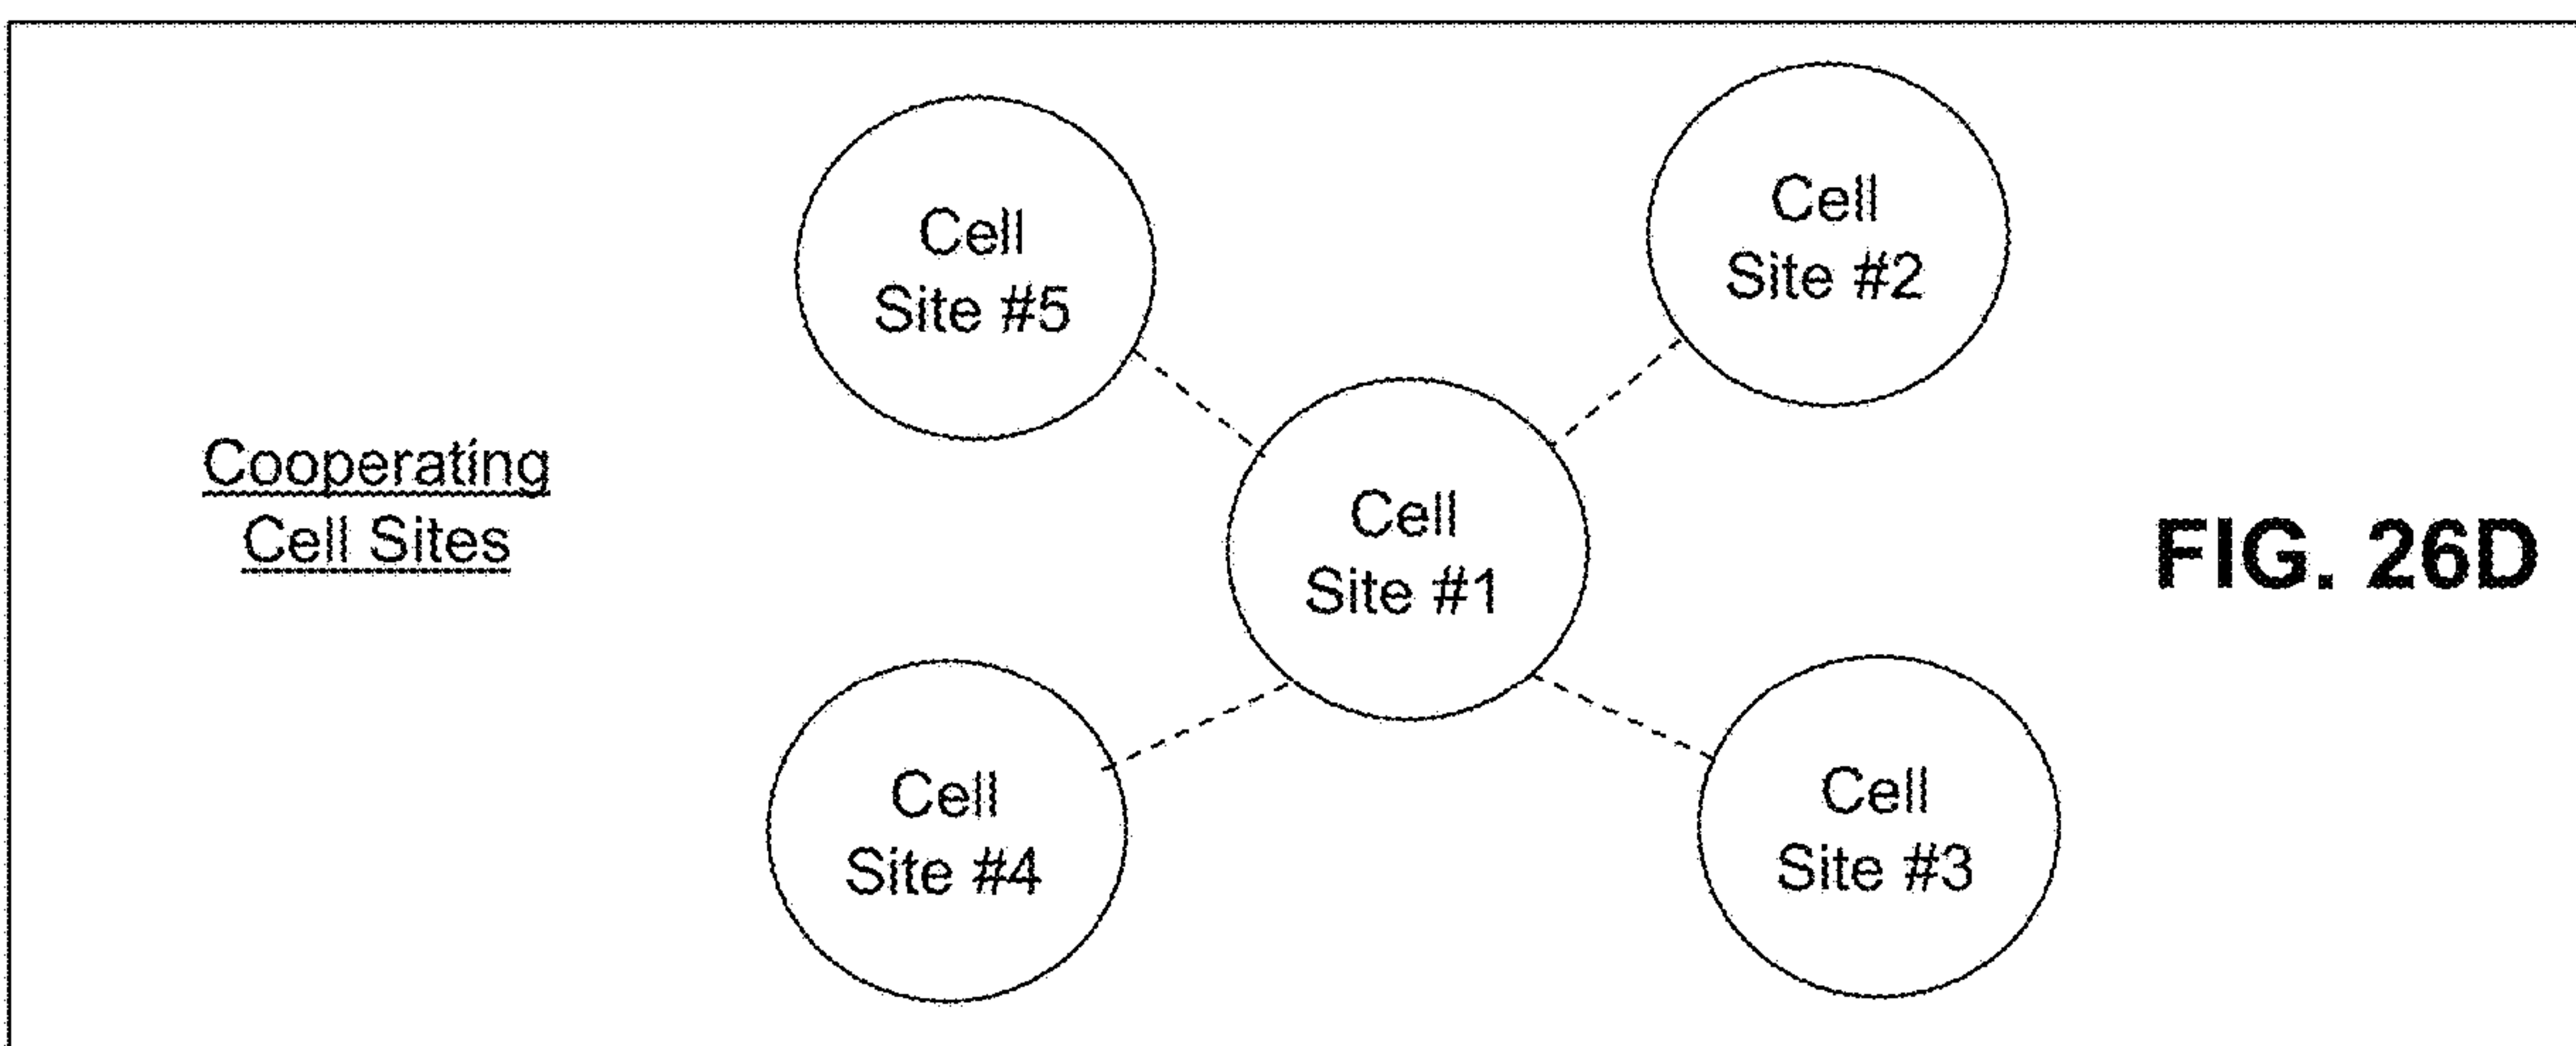 Cooperating
Cell Sites
Cell
Site #5
Cell
Site #2
Cell
Site #1
Cell
Site #4
Cell
Site #3
FIG. 26D